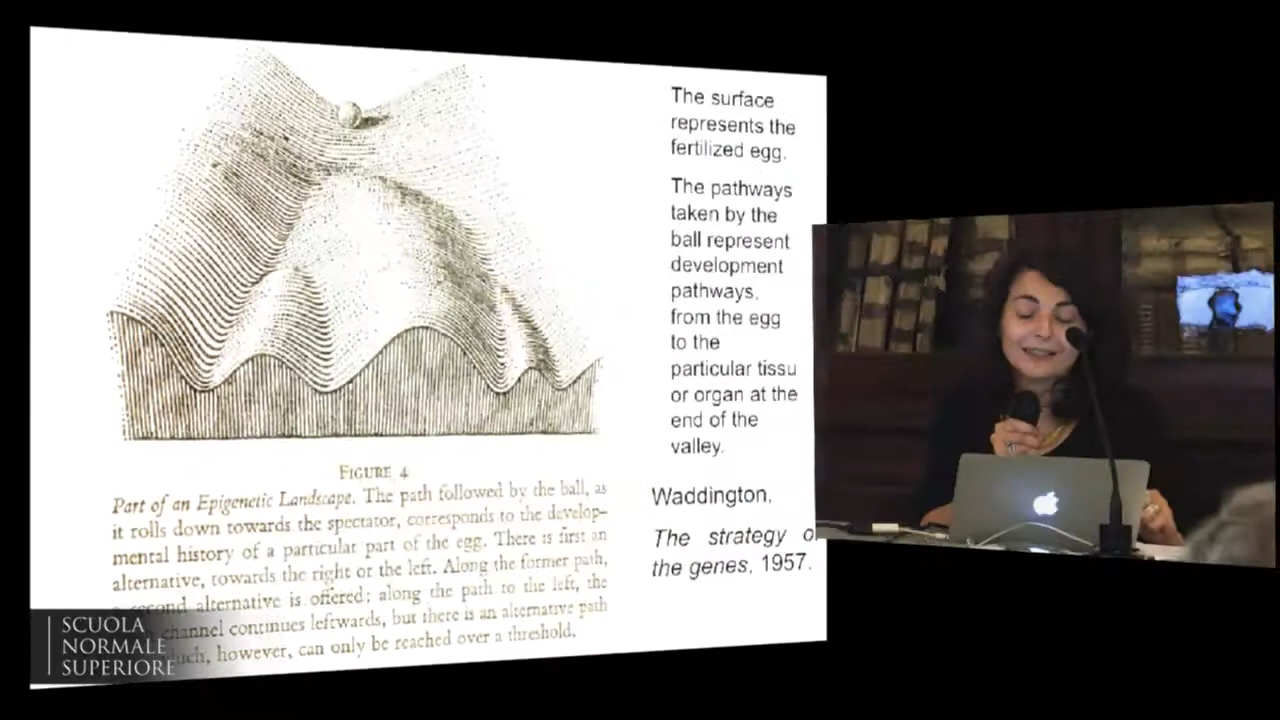 The surface
represents the
fertilized egg.
The pathways
taken by the
ball represent
development
pathways,
from the egg
to the
particular tissu
or organ at the
end of the
valley.
Waddington,
The strategy o
the genes, 1957.
FIGURE 4
Part of an Epigenetic Landscape. The path followed by the ball, as
it rolls down towards the spectator, corresponds to the develop-
mental history of a particular part of the egg. There is first an
alternative, towards the right or the left. Along the former path,
second alternative is offered; along the path to the left, the
channel continues leftwards, but there is an alternative path
however, can only be reached over a threshold.
SCUOLA
NORMALE
SUPERIORE